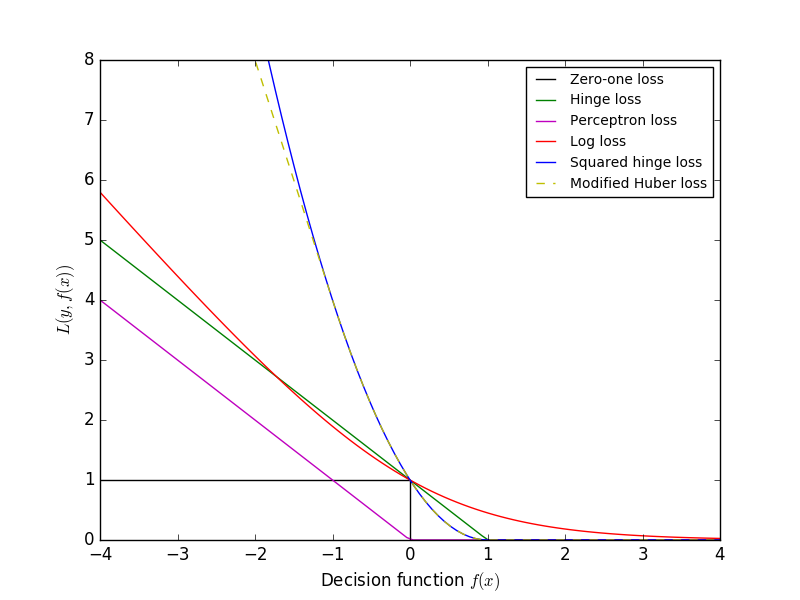 8
7
6
5
4
3
2
1
0
−4
−3
−2
−1
0
1
2
3
4
L(y, f(x))
Decision function f(x)
Zero-one loss
Hinge loss
Perceptron loss
Log loss
Squared hinge loss
Modified Huber loss